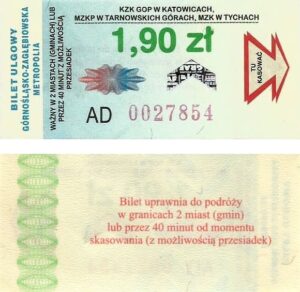 BILET ULGOWY
GÓRNOŚLĄSKO-ZAGŁĘBIOWSKA
METROPOLIA
WAŻNY W 2 MIASTACH (GMINACH) LUB
PRZEZ 40 MINUT Z MOŻLIWOŚCIĄ
PRZESIADEK
KZK GOP W KATOWICACH,
MZKP W TARNOWSKICH GÓRACH, MZK W TYCHACH
1,90 zł
AD 0027854
TU
KASOWAĆ
Bilet uprawnia do podróży
w granicach 2 miast (gmin)
lub przez 40 minut od momentu
skasowania (z możliwością przesiadek)